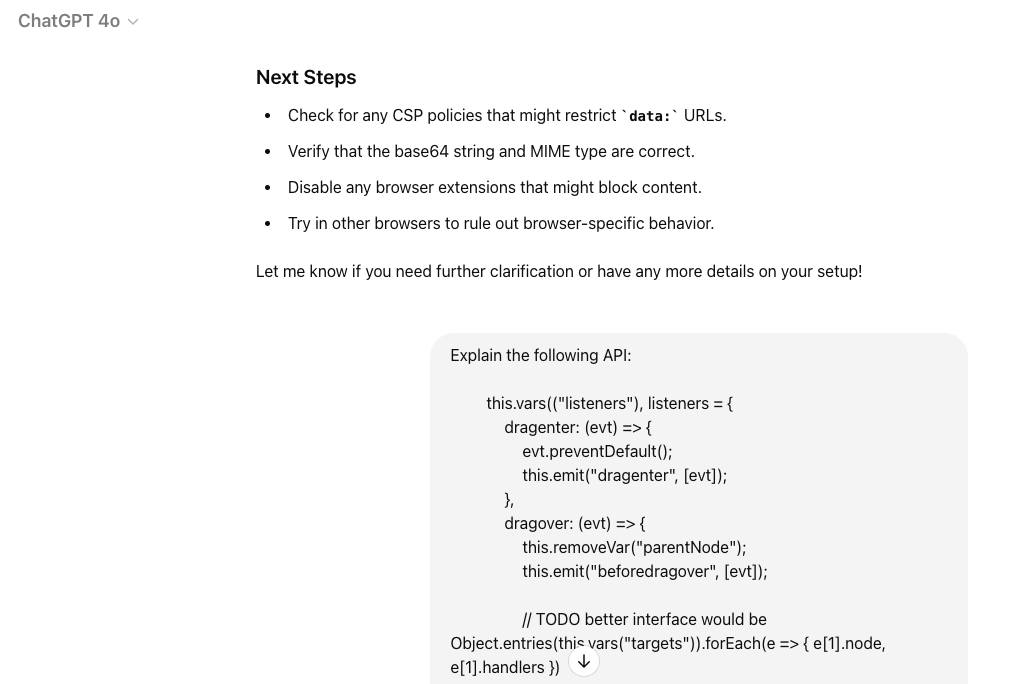 ChatGPT 4o
Next Steps
• Check for any CSP policies that might restrict `data:` URLs.
• Verify that the base64 string and MIME type are correct.
• Disable any browser extensions that might block content.
• Try in other browsers to rule out browser-specific behavior.
Let me know if you need further clarification or have any more details on your setup!
Explain the following API:
this.vars(("listeners"), listeners = {
dragenter: (evt) => {
evt.preventDefault();
this.emit("dragenter", [evt]);
},
dragover: (evt) => {
this.removeVar("parentNode");
this.emit("beforedragover", [evt]);
// TODO better interface would be
Object.entries(this.vars("targets")).forEach(e => { e[1].node,
e[1].handlers })